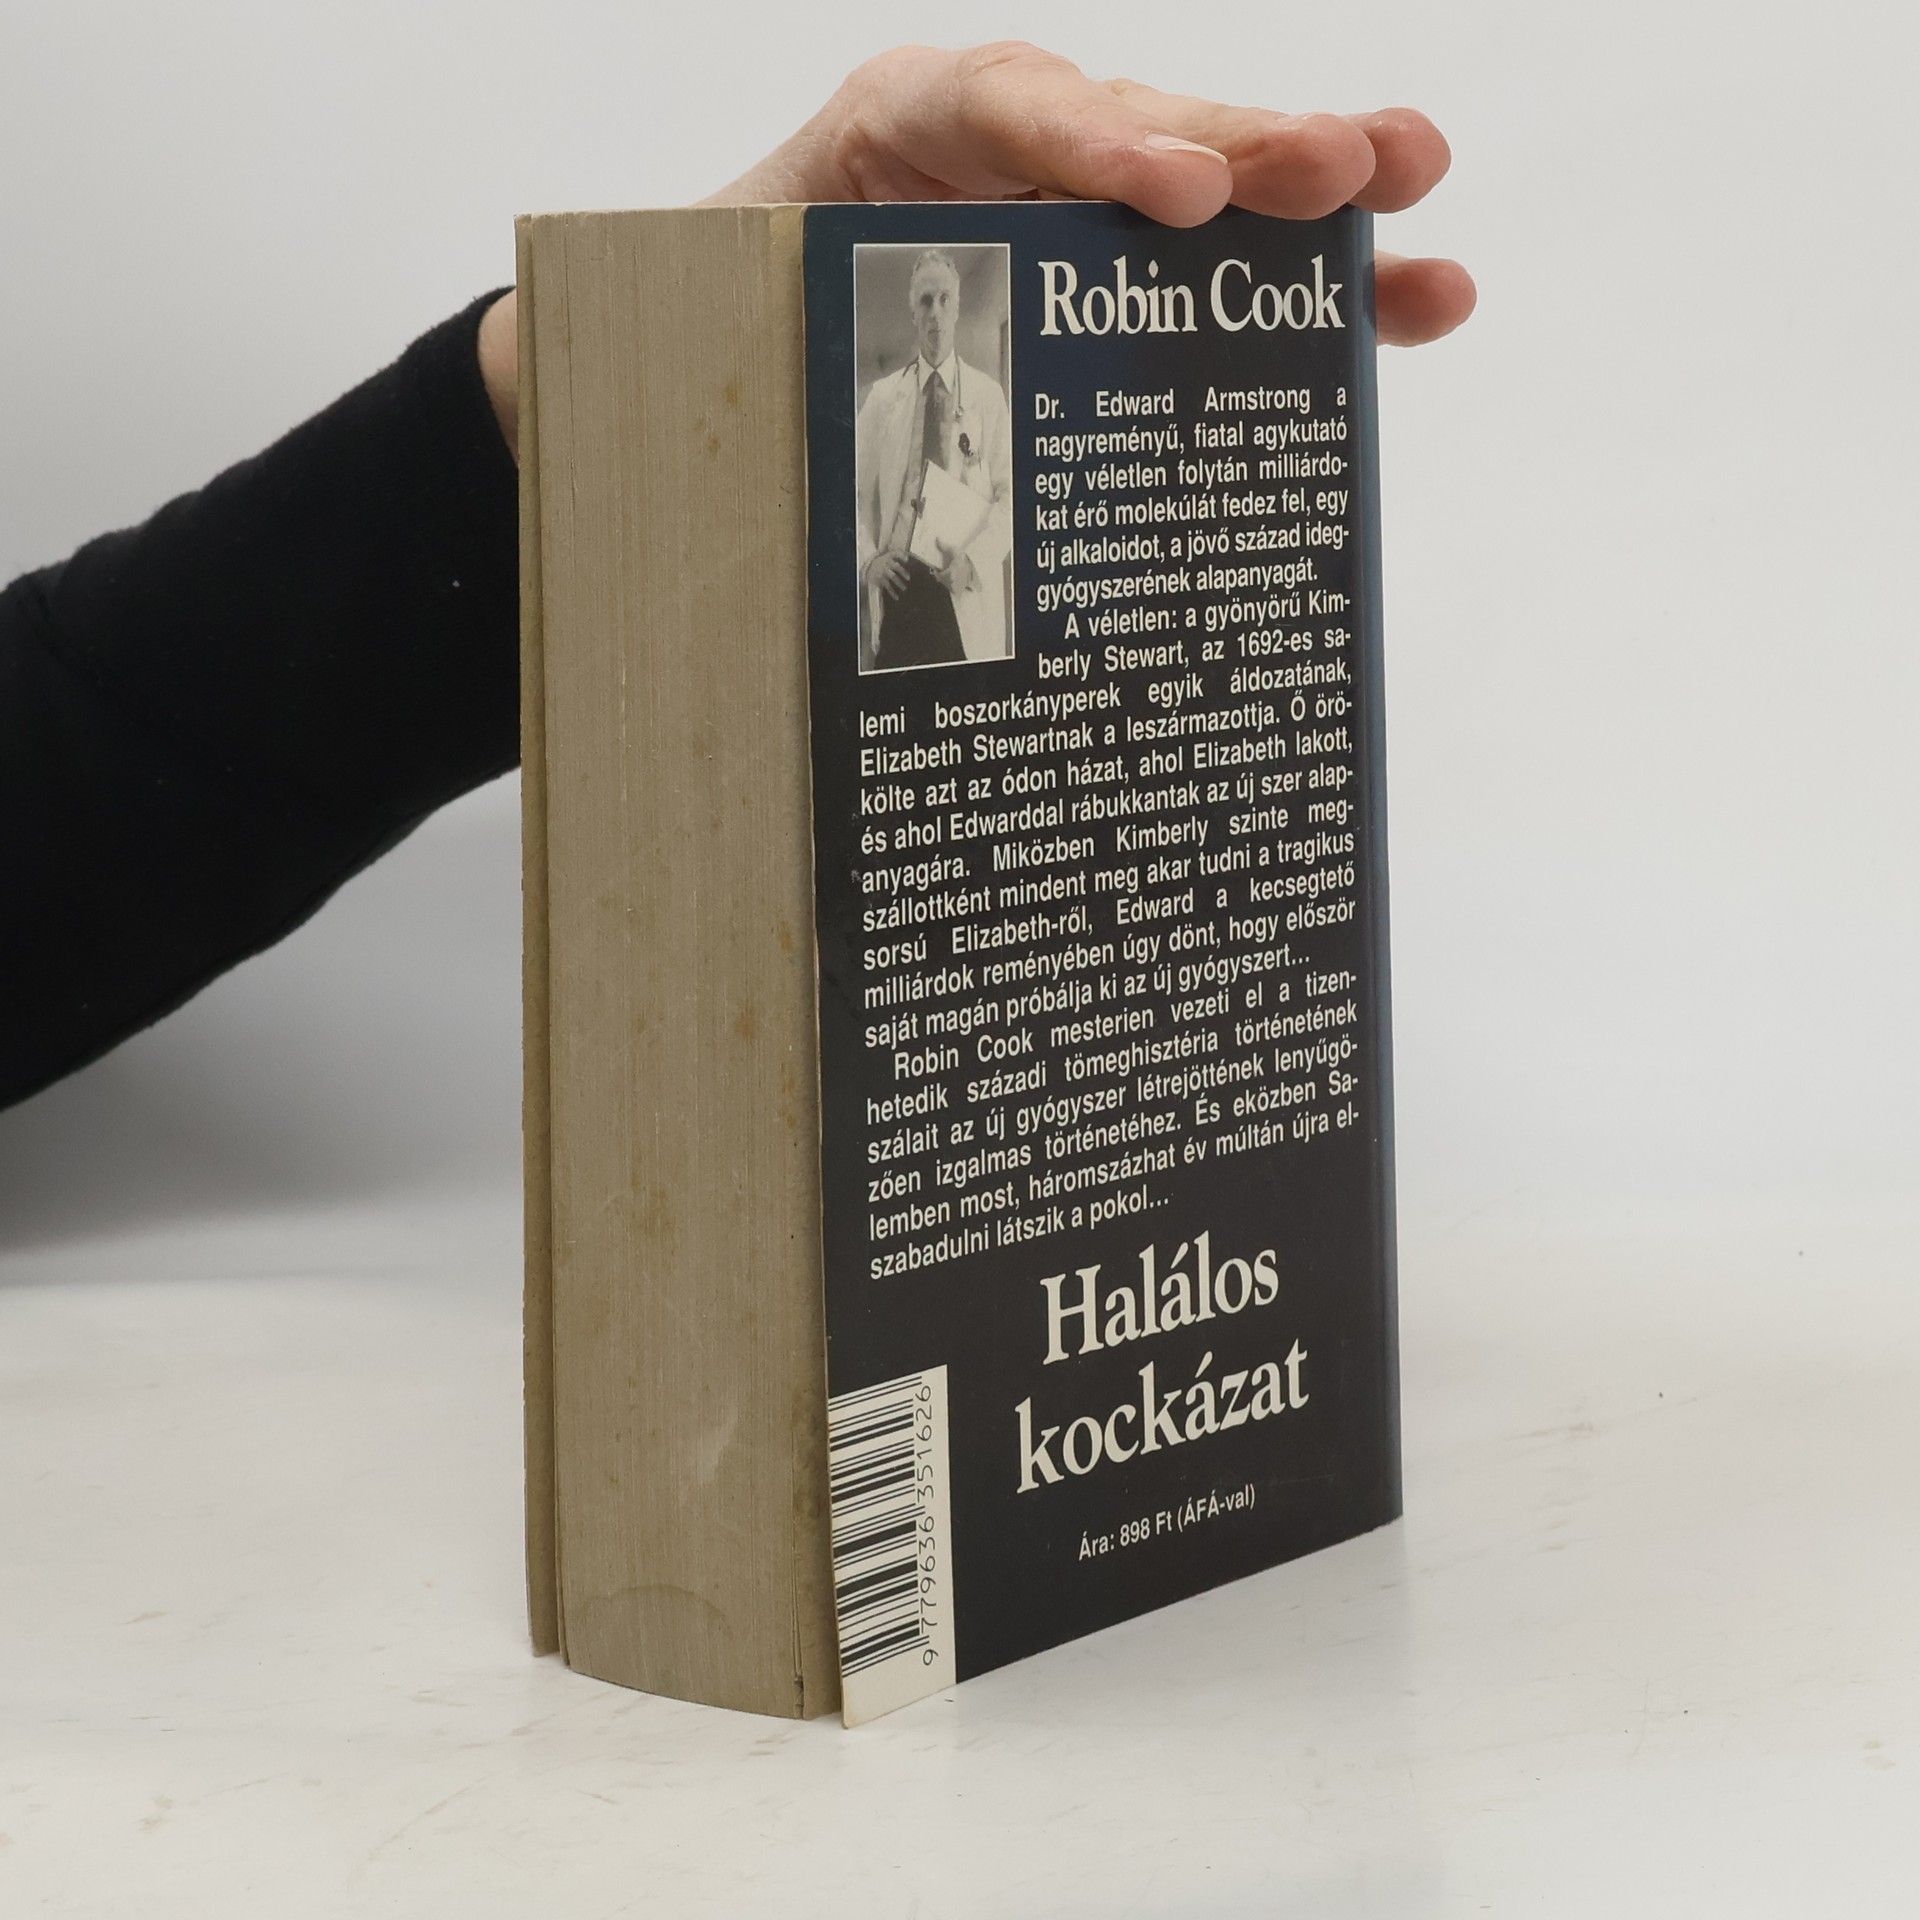 Robin Cook
Dr. Edward Armstrong a
nagyreményű, fiatal agykutató
egy véletlen folytán milliárdo-
kat érő molekúlát fedez fel, egy
új alkaloidot, a jövő század ideg-
gyógyszerének alapanyagát.
A véletlen: a gyönyörű Kim-
berly Stewart, az 1692-es sa-
lemi boszorkányperek egyik áldozatának,
Elizabeth Stewartnak a leszármazottja. Ő örö-
költe azt az ódon házat, ahol Elizabeth lakott,
és ahol Edwarddal rábukkantak az új szer alap-
anyagára. Miközben Kimberly szinte meg-
szállottként mindent meg akar tudni a tragikus
sorsú Elizabeth-ről, Edward a kecsegtető
milliárdok reményében úgy dönt, hogy először
saját magán próbálja ki az új gyógyszert...
Robin Cook mesterien vezeti el a tizen-
hetedik századi tömeghisztéria történetének
szálait az új gyógyszer létrejöttének lenyűgö-
zően izgalmas történetéhez. És eközben Sa-
lemben most, háromszázhat év múltán újra el-
szabadulni látszik a pokol...
Halálos
kockázat
Ára: 898 Ft (ÁFÁ-val)
9 779636 351626